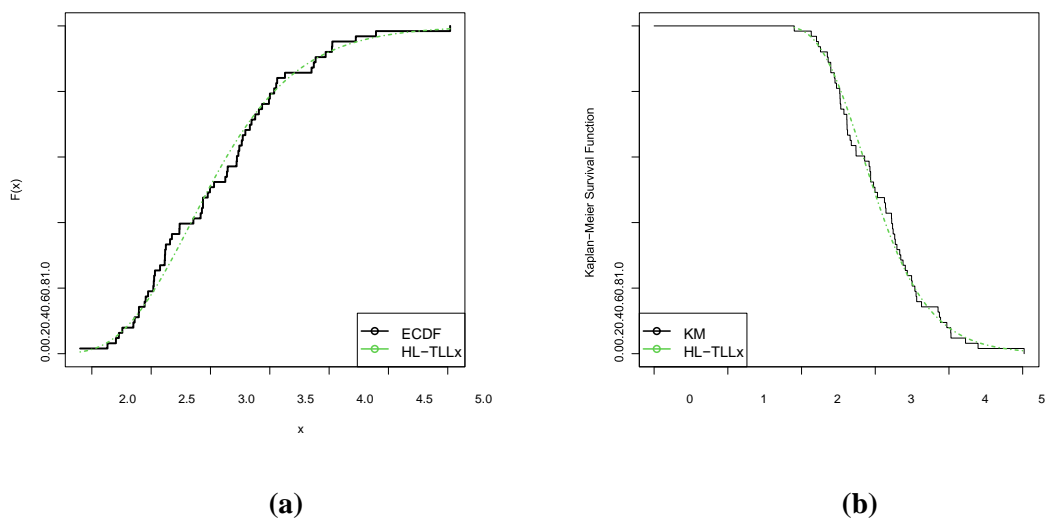 F(x)
0.00.20.40.60.81.0
ECDF
HL−TLLx
2.0 2.5 3.0 3.5 4.0 4.5 5.0
x
(a)
Kaplan−Meier Survival Function
0.00.20.40.60.81.0
KM
HL−TLLx
0 1 2 3 4 5
(b)